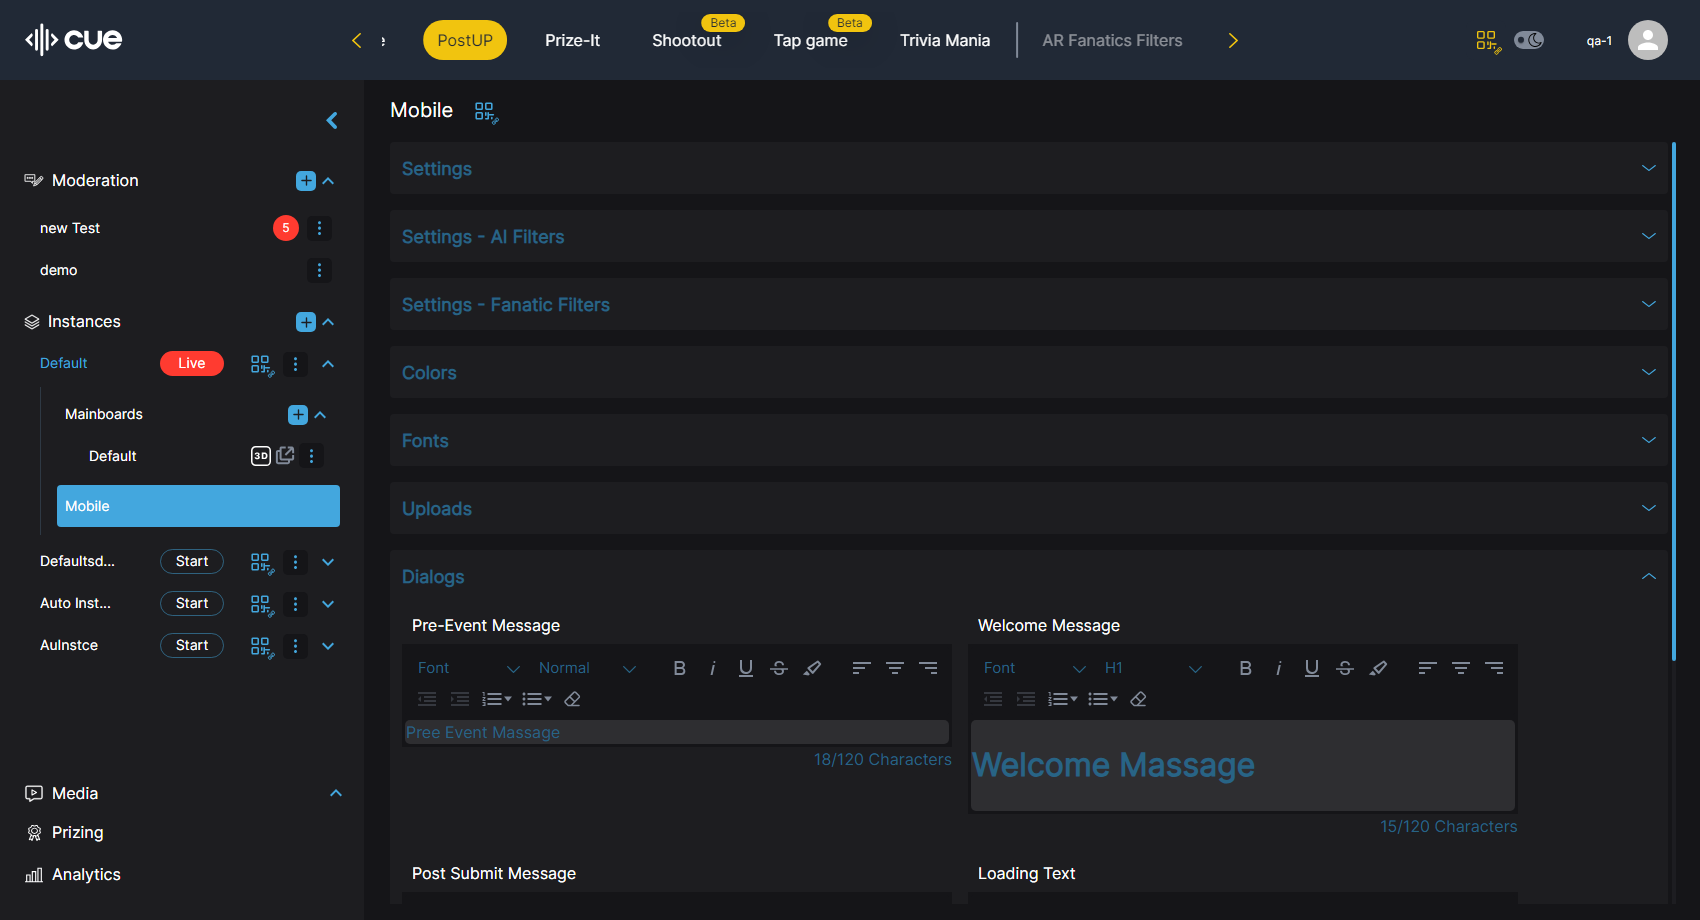 cue
PostUP
Prize-It
Shootout
Beta
Tap game
Beta
Trivia Mania
AR Fanatics Filters
qa-1
Moderation
new Test
5
demo
Instances
Default
Live
Mainboards
Default
3D
Mobile
Defaultsd...
Start
Auto Inst...
Start
AuInstce
Start
Media
Prizing
Analytics
Mobile
Settings
Settings - AI Filters
Settings - Fanatic Filters
Colors
Fonts
Uploads
Dialogs
Pre-Event Message
Font
Normal
B i U S
Pree Event Massage
18/120 Characters
Welcome Message
Font
H1
B i U S
Welcome Massage
15/120 Characters
Post Submit Message
Loading Text